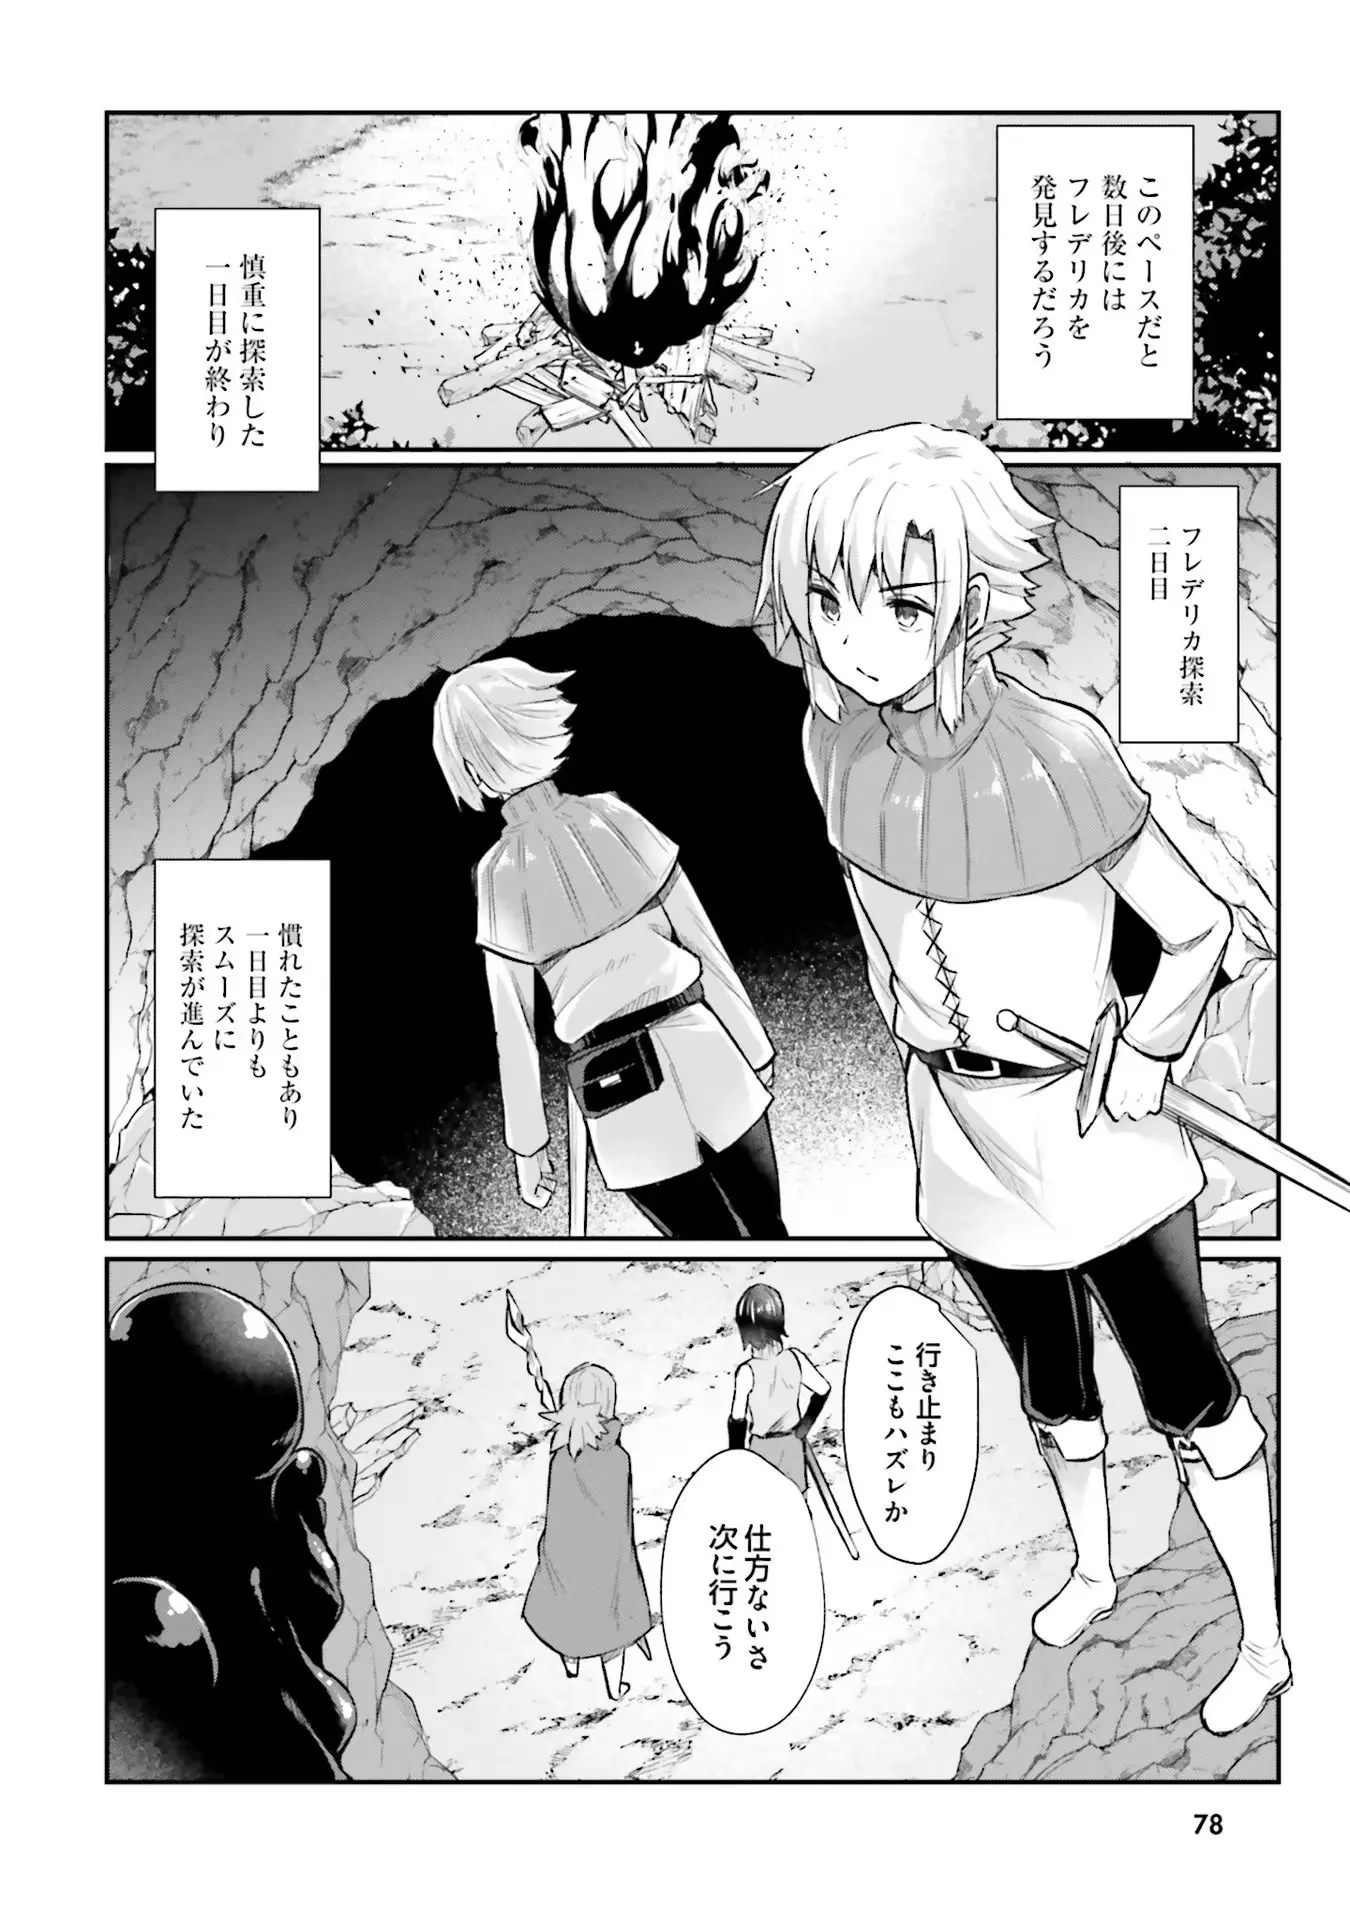 このペースだと
数日後には
フレデリカを
発見するだろう
慎重に探索した
一日目が終わり
フレデリカ探索
二日目
慣れたこともあり
一日目よりも
スムーズに
探索が進んでいた
行き止まり
ここもハズレか
仕方ないさ
次に行こう
78